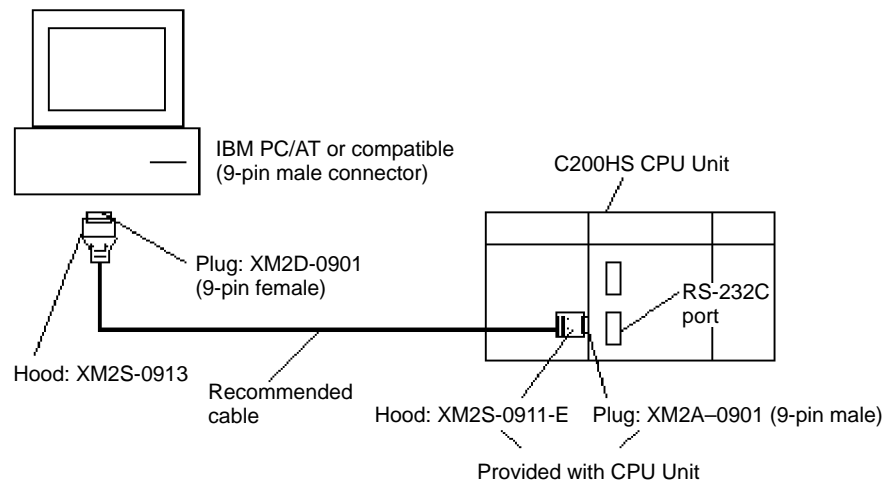 IBM PC/AT or compatible
(9-pin male connector)
C200HS CPU Unit
Plug: XM2D-0901
(9-pin female)
RS-232C
port
Hood: XM2S-0913
Recommended
cable
Hood: XM2S-0911-E
Plug: XM2A–0901 (9-pin male)
Provided with CPU Unit